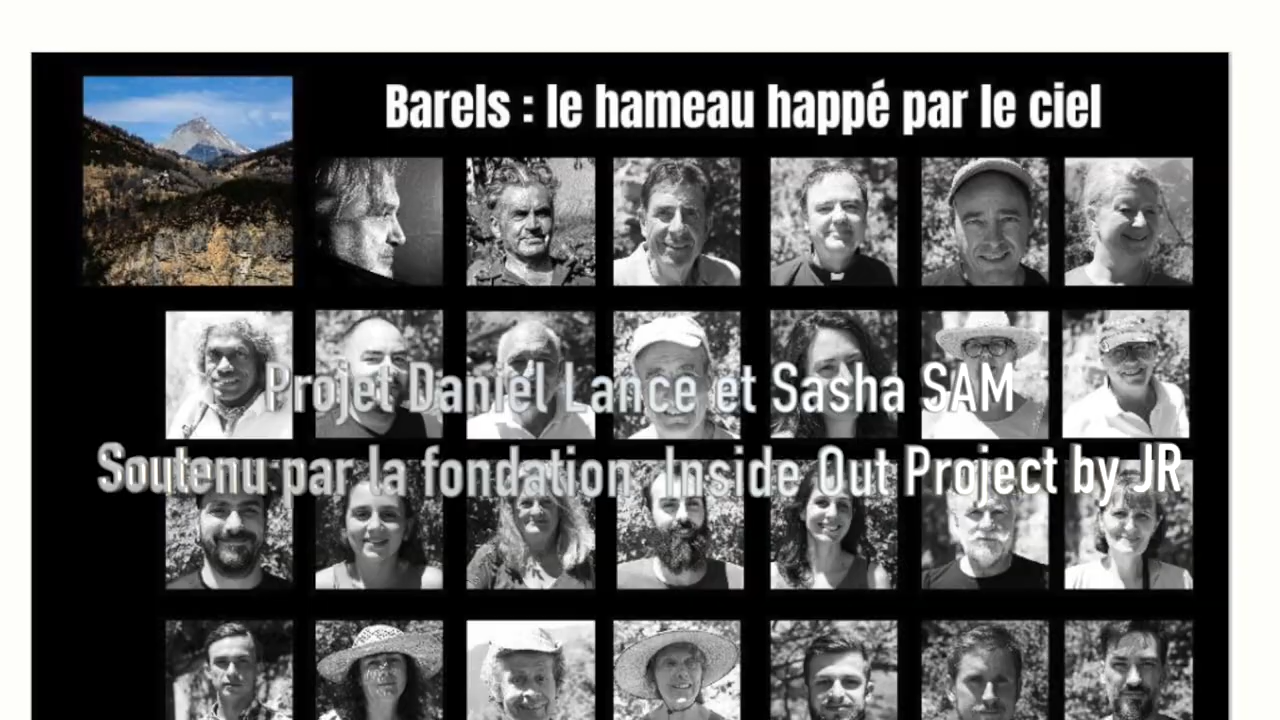 Barels : le hameau happé par le ciel
Projet Daniel Lance et Sasha SAM
Soutenu par la fondation Inside Out Project by JR